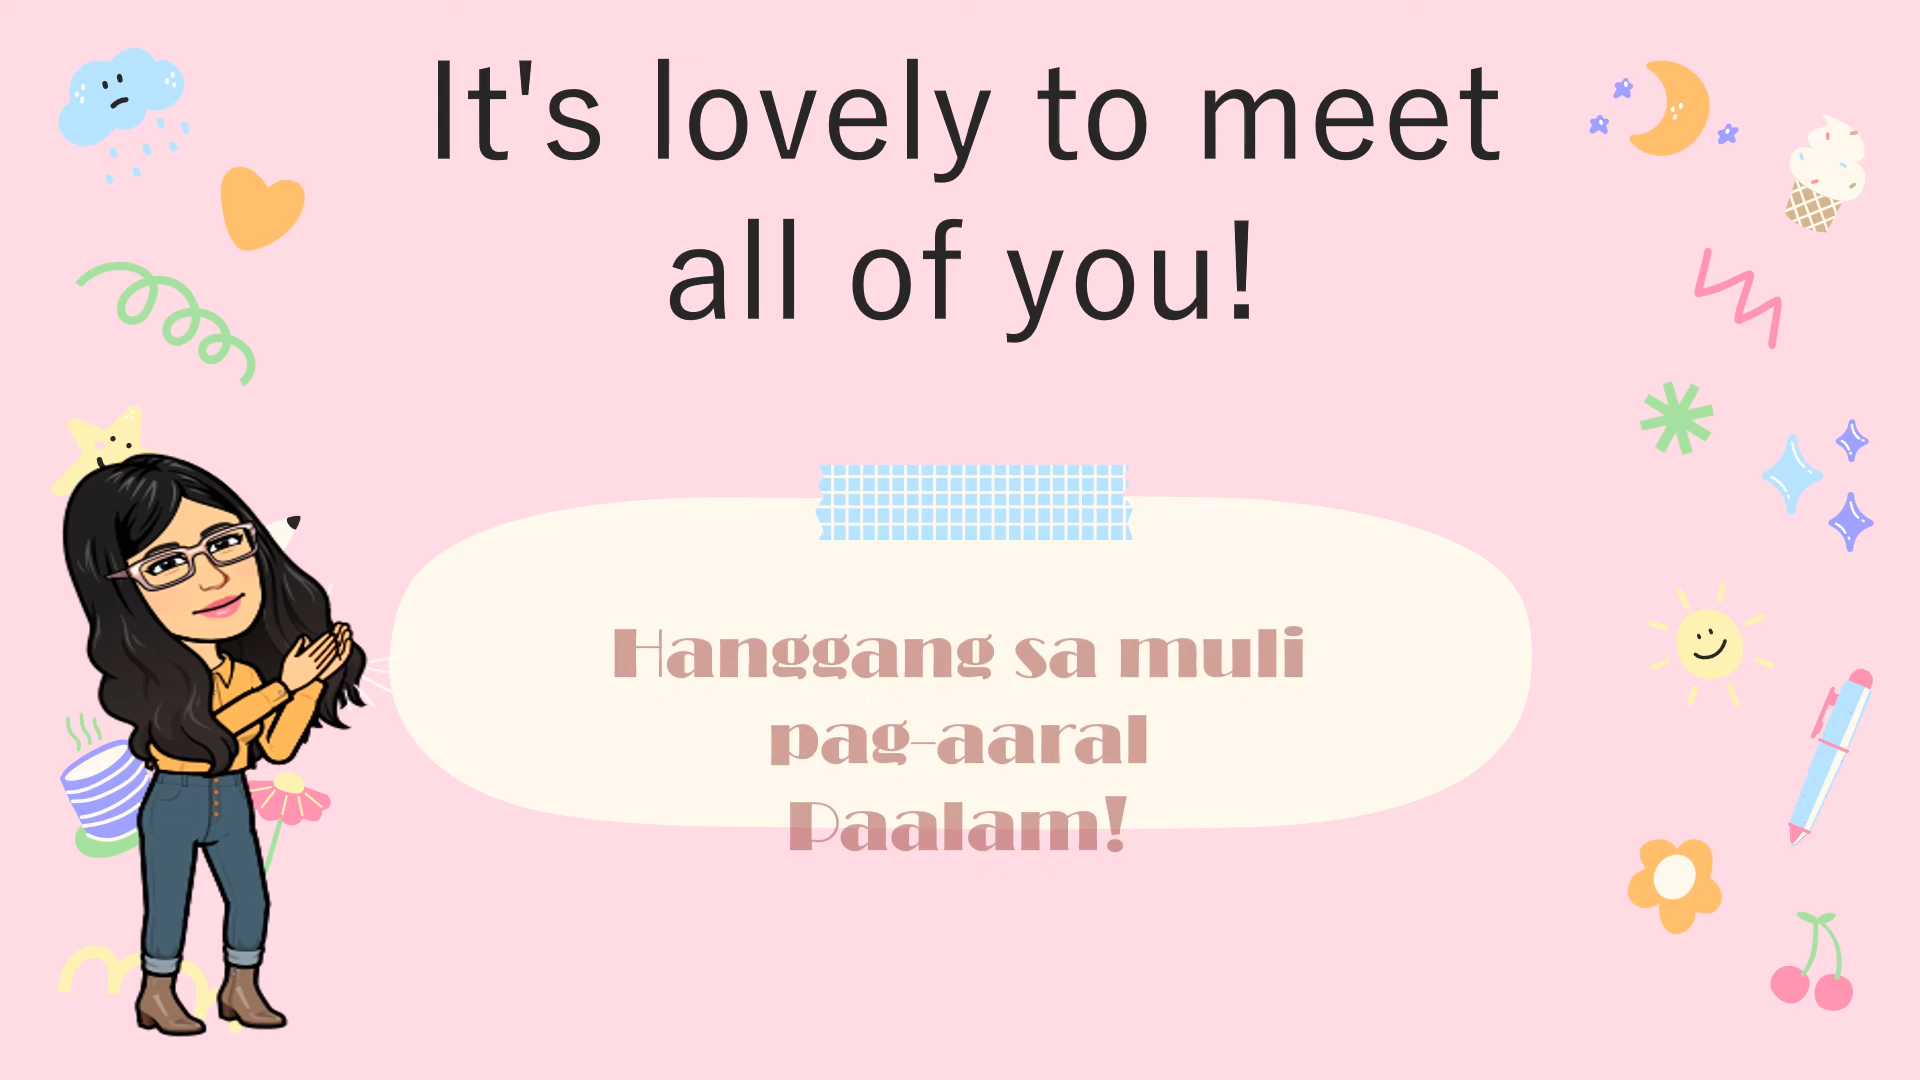 It's lovely to meet
all of you!
Hanggang sa muli
pag-aaral
Paalam!